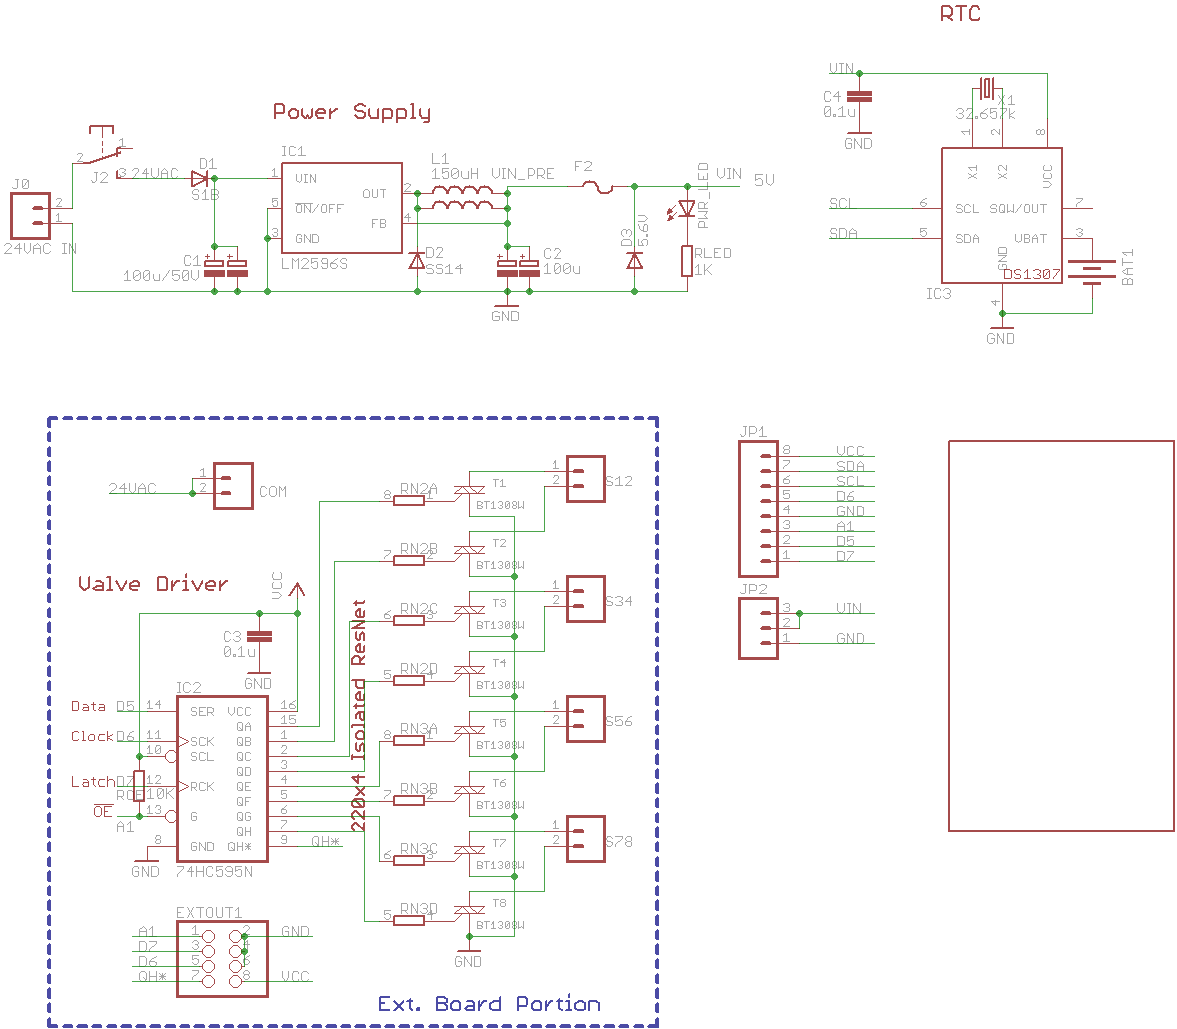 RTC
Power Supply
J0
2
1
24VAC IN
2
1
3
J2
24VAC
D1
S1B
C1
100u/50V
IC1
1
5
3
VIN
ON/OFF
GND
OUT
FB
2
4
LM2596S
D2
SS14
L1
150uH
VIN_PRE
C2
100u
GND
F2
D3
5.6V
PWR_LED
VIN
5V
RLED
1K
VIN
C4
0.1u
GND
X1
32.657k
1
2
8
X1
X2
VCC
SCL
6
SCL
SQW/OUT
7
SDA
5
SDA
VBAT
3
GND
DS1307
IC3
4
GND
BAT1
24VAC
1
2
COM
Valve Driver
VCC
C3
0.1u
GND
IC2
Data
D5
14
SER
VCC
16
QA
15
Clock
D6
11
SCK
QB
1
10
SCL
QC
2
QD
3
Latch
D7
12
RCK
QE
4
ROE
10K
QF
5
OE
A1
13
G
QG
6
QH
7
8
GND
QH*
9
QH*
GND
74HC595N
220x4 Isolated ResNet
8
RN2A
1
T1
BT1308W
7
RN2B
2
T2
BT1308W
6
RN2C
3
T3
BT1308W
5
RN2D
4
T4
BT1308W
8
RN3A
1
T5
BT1308W
7
RN3B
2
T6
BT1308W
6
RN3C
3
T7
BT1308W
5
RN3D
4
T8
BT1308W
GND
1
2
S12
1
2
S34
1
2
S56
1
2
S78
EXTOUT1
A1
1
2
GND
D7
3
4
D6
5
6
QH*
7
8
VCC
Ext. Board Portion
JP1
8
VCC
7
SDA
6
SCL
5
D6
4
GND
3
A1
2
D5
1
D7
JP2
3
VIN
2
1
GND